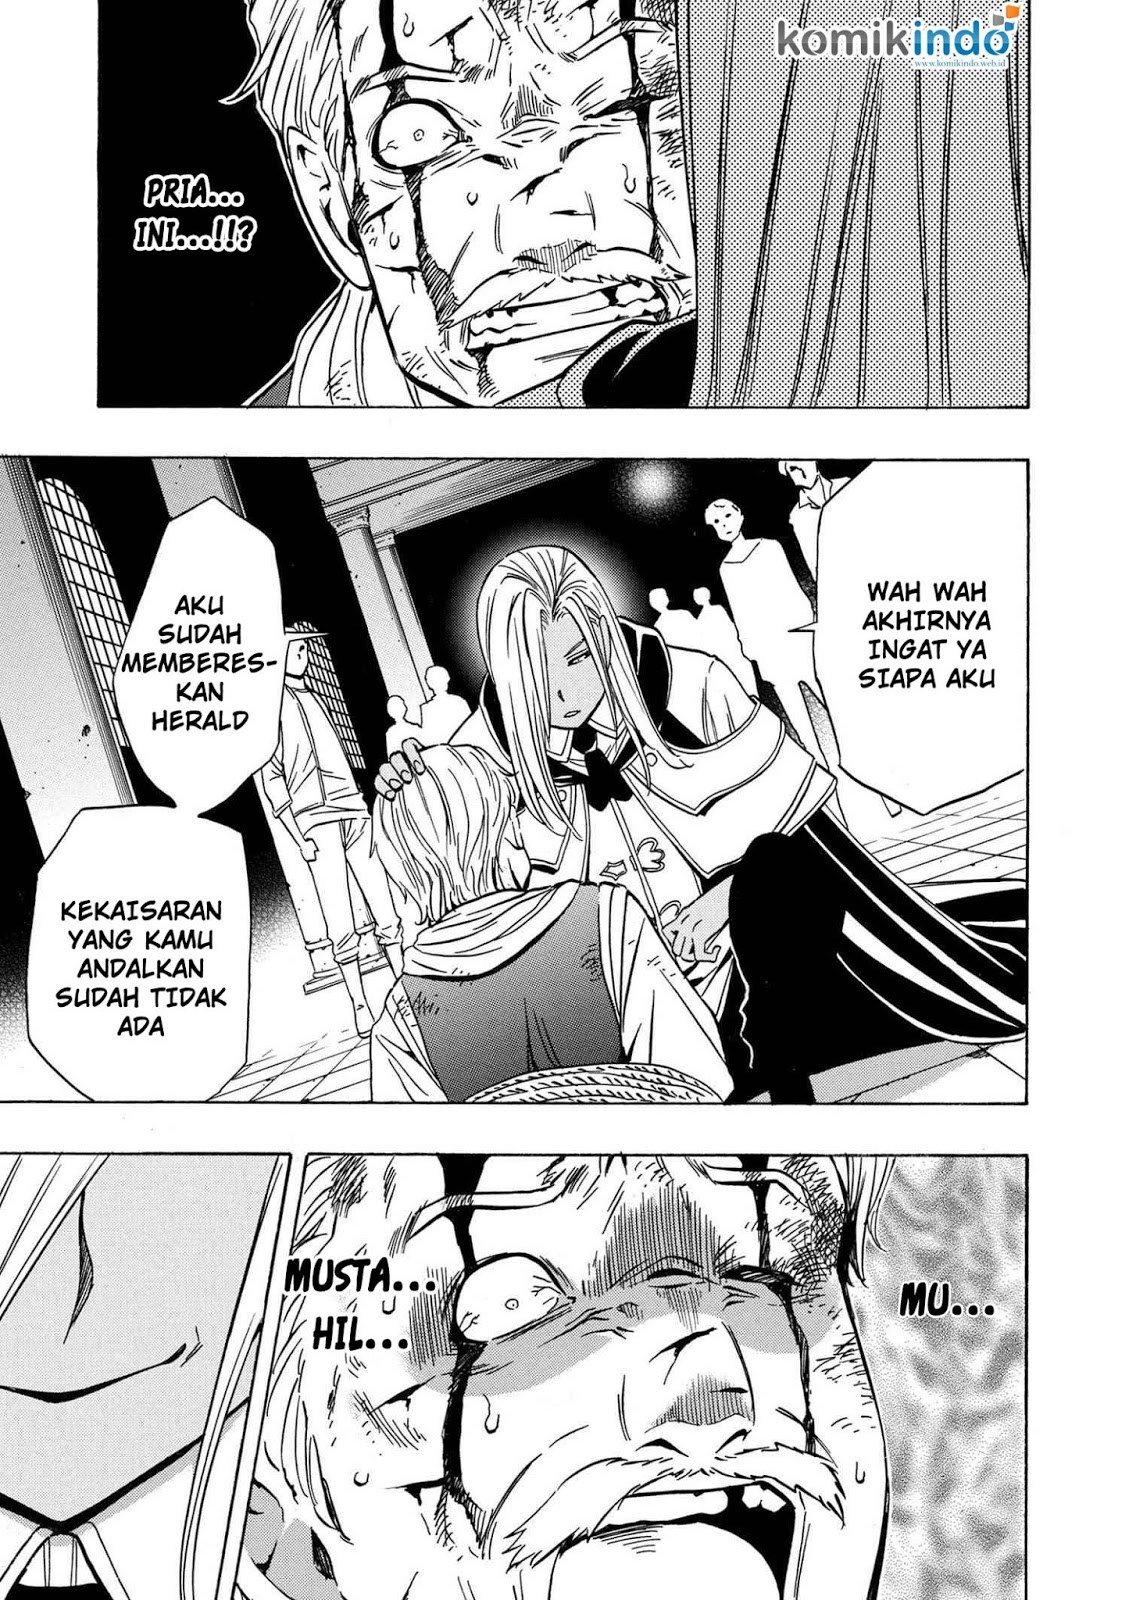 komikindo
www.komikindo.web.id
PRIA...
INI...!!?
WAH WAH
AKHIRNYA
INGAT YA
SIAPA AKU
AKU
SUDAH
MEMBERES-
KAN
HERALD
KEKAISARAN
YANG KAMU
ANDALKAN
SUDAH TIDAK
ADA
MU...
MUSTA...
HIL...